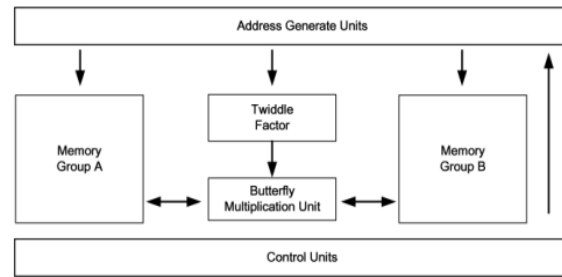 Address Generate Units
Twiddle
Factor
Memory
Group A
Memory
Group B
Butterfly
Multiplication Unit
Control Units